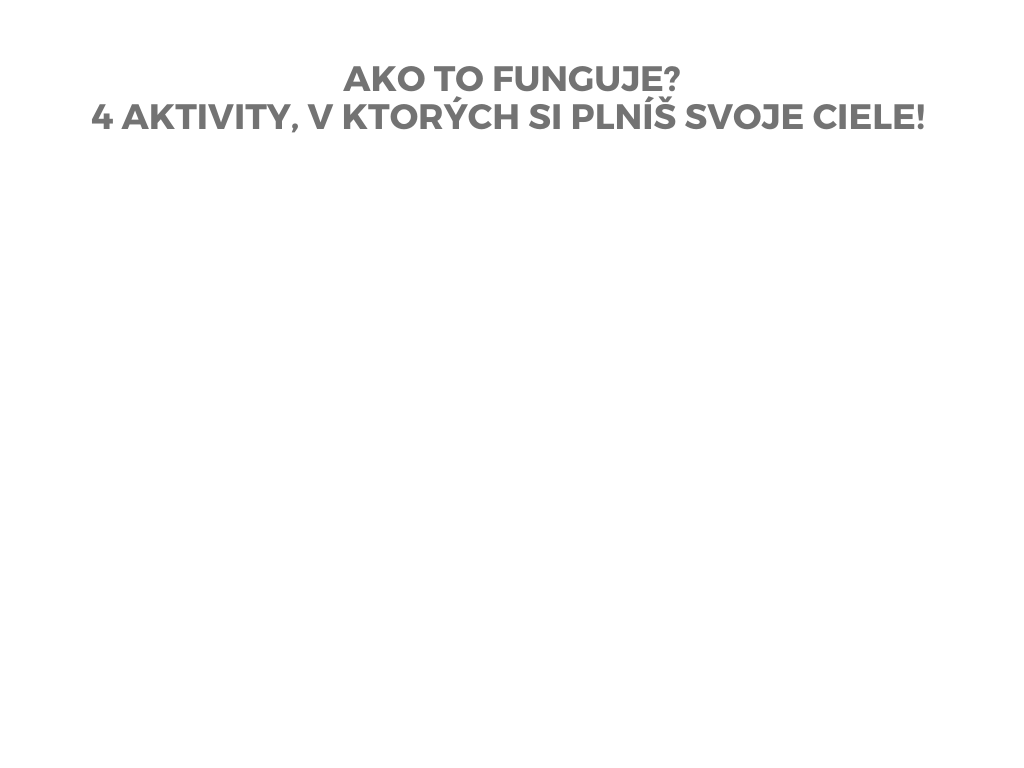 AKO TO FUNGUJE?
4 AKTIVITY, V KTORÝCH SI PLNÍŠ SVOJE CIELE!